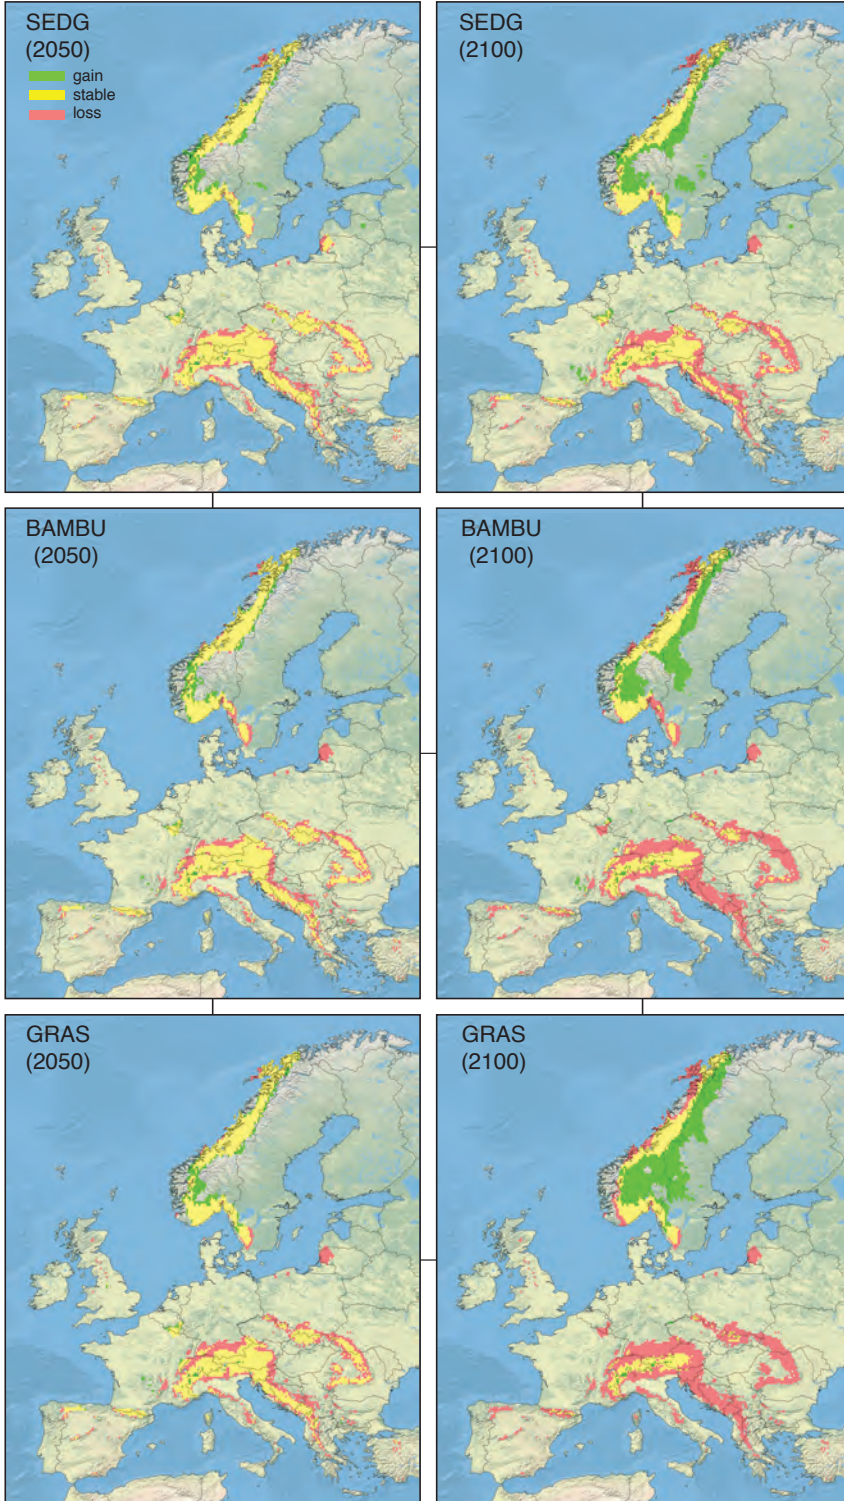 SEDG
(2050)
gain
stable
loss
SEDG
(2100)
BAMBU
(2050)
BAMBU
(2100)
GRAS
(2050)
GRAS
(2100)